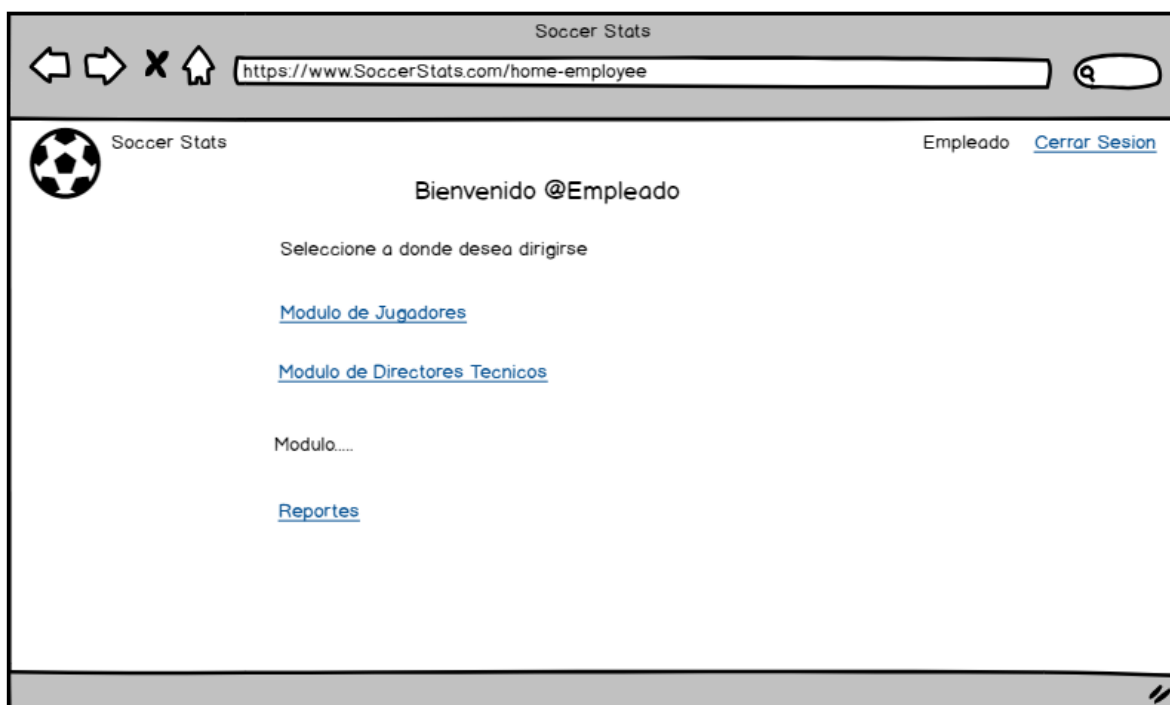 Soccer Stats
https://www.SoccerStats.com/home-employee
Soccer Stats
Empleado
Cerrar Sesion
Bienvenido @Empleado
Seleccione a donde desea dirigirse
Modulo de Jugadores
Modulo de Directores Tecnicos
Modulo.....
Reportes